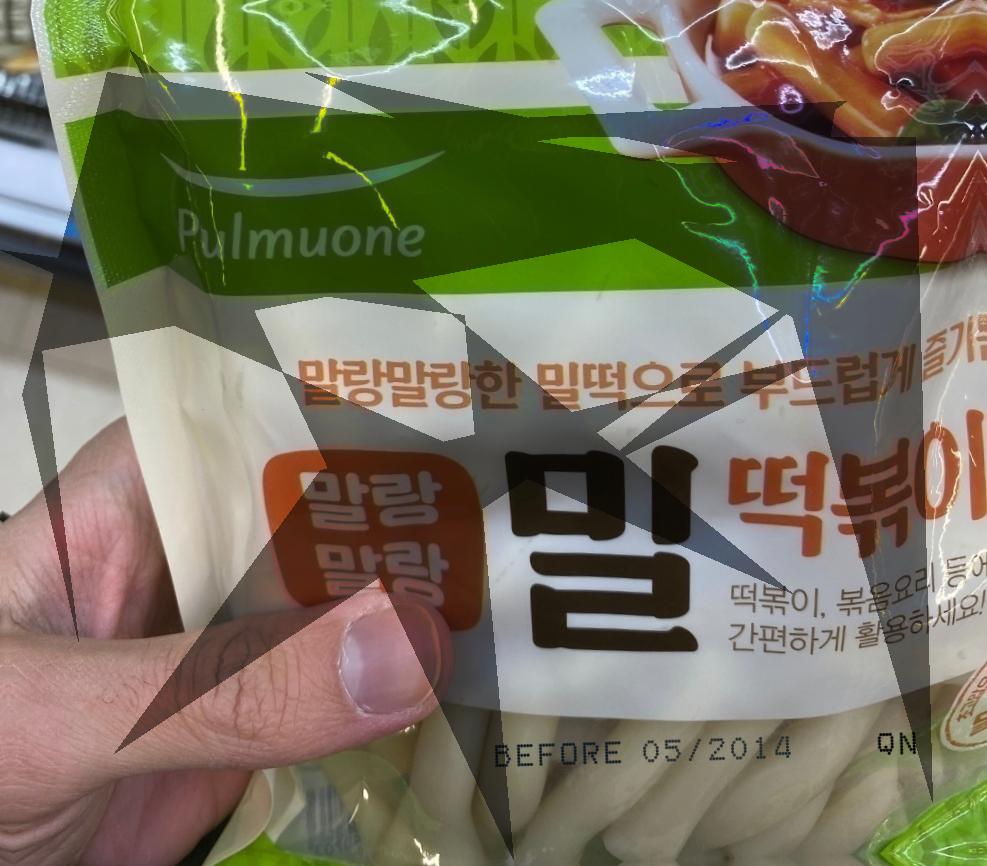 Pulmuone
말랑말랑한 밀떡으로 부드럽게 즐기는
말랑
말랑
밀 떡볶이
떡볶이, 볶음요리 등에
간편하게 활용하세요!
BEFORE 05/2014 QN